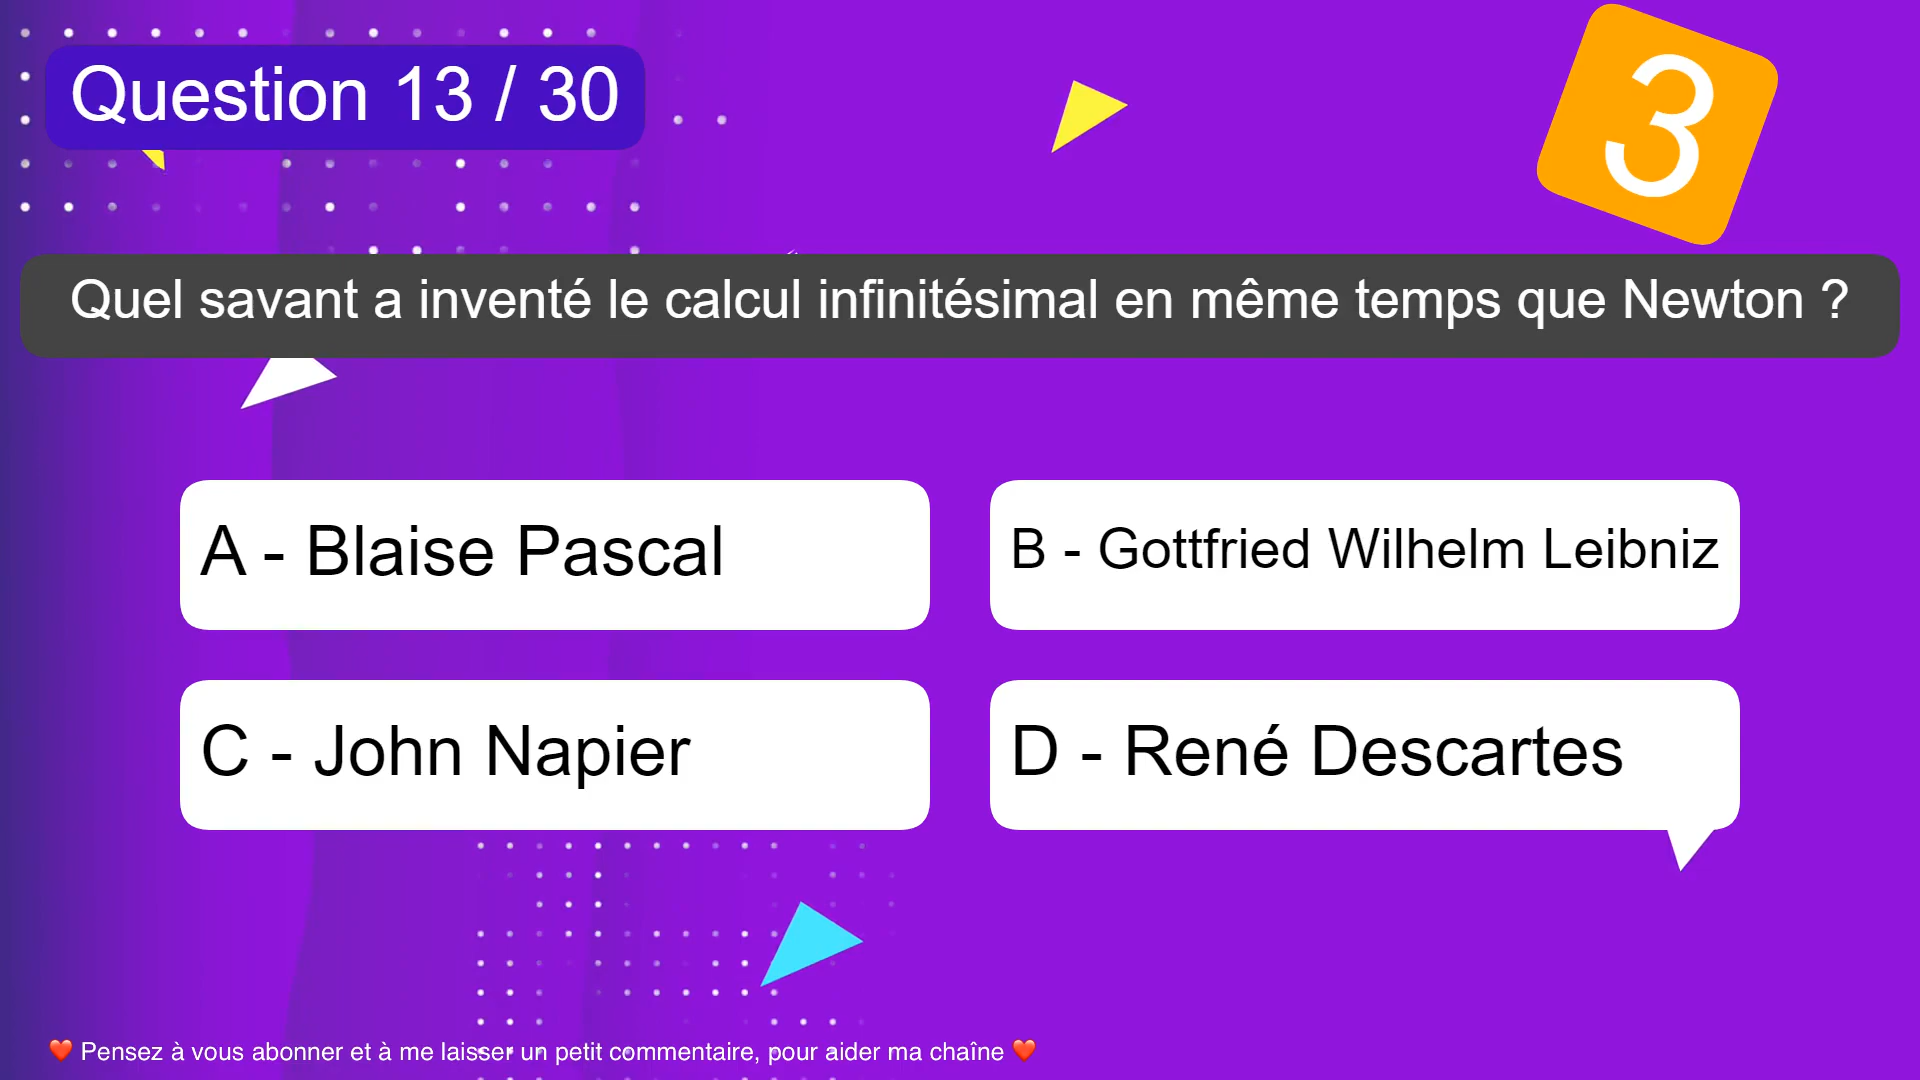 Question 13 / 30
3
Quel savant a inventé le calcul infinitésimal en même temps que Newton ?
A - Blaise Pascal
B - Gottfried Wilhelm Leibniz
C - John Napier
D - René Descartes
❤️ Pensez à vous abonner et à me laisser un petit commentaire, pour aider ma chaîne ❤️